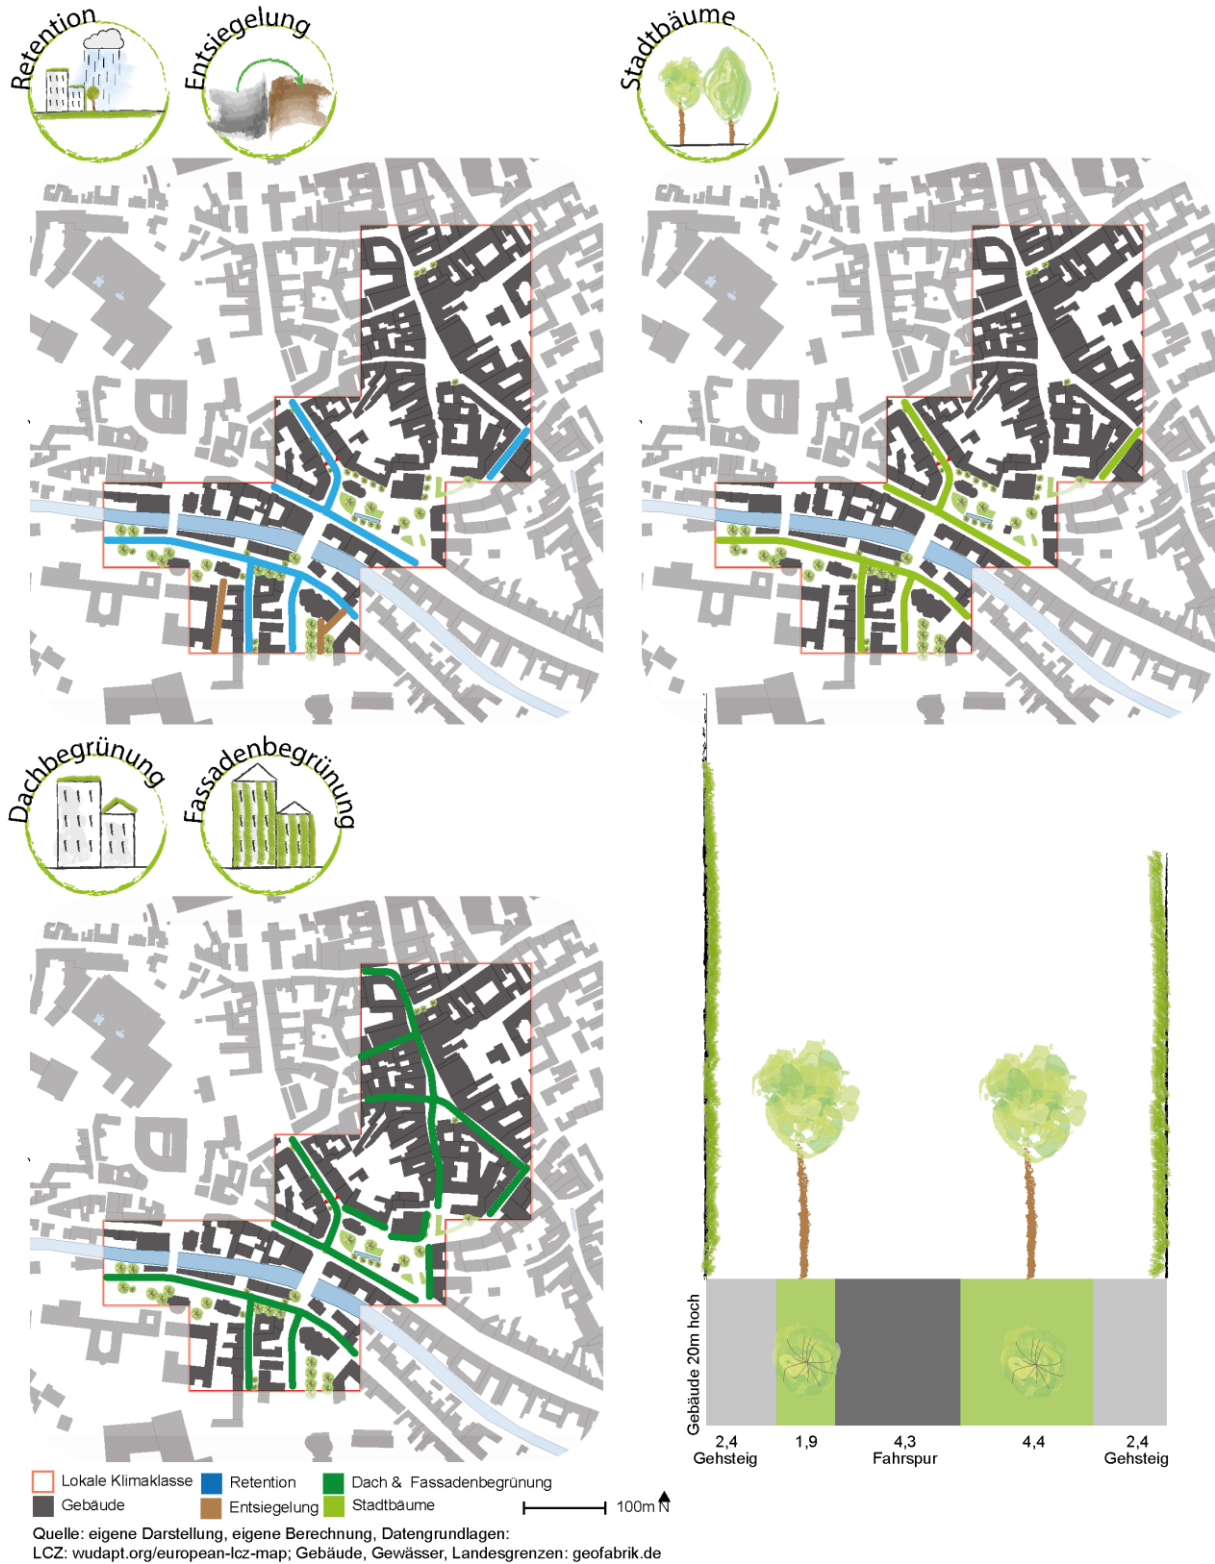 Retention
Entsiegelung
Stadtbäume
Dachbegrünung
Fassadenbegrünung
Gebäude 20m hoch
2,4
Gehsteig
1,9
4,3
Fahrspur
4,4
2,4
Gehsteig
Lokale Klimaklasse
Retention
Dach & Fassadenbegrünung
Gebäude
Entsiegelung
Stadtbäume
100m N
Quelle: eigene Darstellung, eigene Berechnung, Datengrundlagen:
LCZ: wudapt.org/european-lcz-map; Gebäude, Gewässer, Landesgrenzen: geofabrik.de